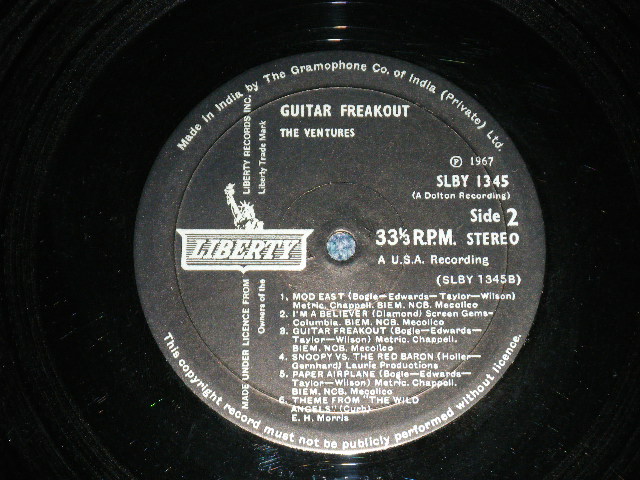 Made in India by The Gramophone Co. of India (Private) Ltd.
GUITAR FREAKOUT
THE VENTURES
MADE UNDER LICENCE FROM LIBERTY RECORDS INC.
Owners of the Liberty Trade Mark
LIBERTY
Ⓟ 1967
SLBY 1345
(A Dolton Recording)
Side 2
33⅓ R.P.M. STEREO
A U.S.A. Recording
(SLBY 1345B)
1. MOD EAST (Bogle—Edwards—Taylor—Wilson)
Metric. Chappell. BIEM. NCB. Mecolico
2. I'M A BELIEVER (Diamond) Screen Gems-
Columbia. BIEM. NCB. Mecolico
3. GUITAR FREAKOUT (Bogle—Edwards—
Taylor—Wilson) Metric. Chappell.
BIEM. NCB. Mecolico
4. SNOOPY VS. THE RED BARON (Holler—
Gernhard) Laurie Productions
5. PAPER AIRPLANE (Bogle—Edwards—
Taylor—Wilson) Metric. Chappell.
BIEM. NCB. Mecolico
6. THEME FROM "THE WILD
ANGELS" (Curb)
E. H. Morris
This copyright record must not be publicly performed without licence.